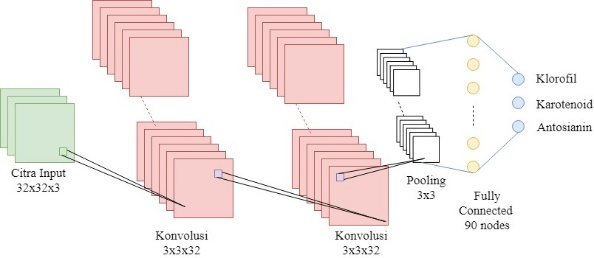 Citra Input
32x32x3
Konvolusi
3x3x32
Konvolusi
3x3x32
Pooling
3x3
Fully
Connected
90 nodes
Klorofil
Karotenoid
Antosianin